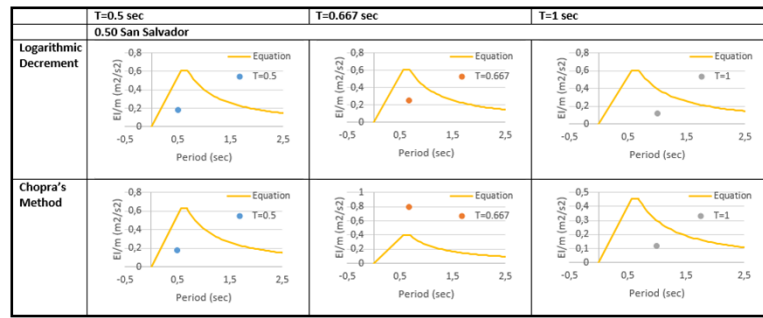 T=0.5 sec T=0.667 sec T=1 sec
0.50 San Salvador
Logarithmic Decrement
EI/m (m2/s2)
0,8
0,6
0,4
0,2
0
-0,5 0,5 1,5 2,5
Period (sec)
Equation
T=0.5
EI/m (m2/s2)
0,8
0,6
0,4
0,2
0
-0,5 0,5 1,5 2,5
Period (sec)
Equation
T=0.667
EI/m (m2/s2)
0,8
0,6
0,4
0,2
0
-0,5 0,5 1,5 2,5
Period (sec)
Equation
T=1
Chopra's Method
EI/m (m2/s2)
0,8
0,6
0,4
0,2
0
-0,5 0,5 1,5 2,5
Period (sec)
Equation
T=0.5
EI/m (m2/s2)
1
0,8
0,6
0,4
0,2
0
-0,5 0,5 1,5 2,5
Period (sec)
Equation
T=0.667
EI/m (m2/s2)
0,5
0,4
0,3
0,2
0,1
0
-0,5 0,5 1,5 2,5
Period (sec)
Equation
T=1